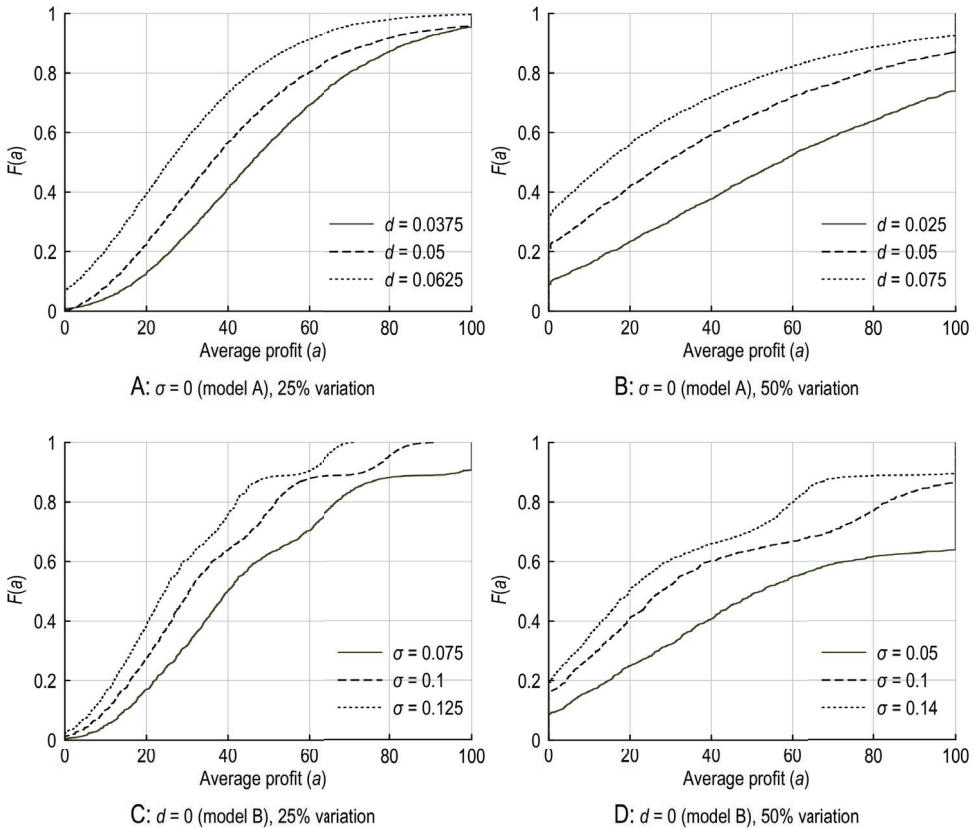 1
0.8
0.6
0.4
0.2
0
F(a)
0 20 40 60 80 100
Average profit (a)
d = 0.0375
d = 0.05
d = 0.0625
A: σ = 0 (model A), 25% variation
1
0.8
0.6
0.4
0.2
0
F(a)
0 20 40 60 80 100
Average profit (a)
d = 0.025
d = 0.05
d = 0.075
B: σ = 0 (model A), 50% variation
1
0.8
0.6
0.4
0.2
0
F(a)
0 20 40 60 80 100
Average profit (a)
σ = 0.075
σ = 0.1
σ = 0.125
C: d = 0 (model B), 25% variation
1
0.8
0.6
0.4
0.2
0
F(a)
0 20 40 60 80 100
Average profit (a)
σ = 0.05
σ = 0.1
σ = 0.14
D: d = 0 (model B), 50% variation